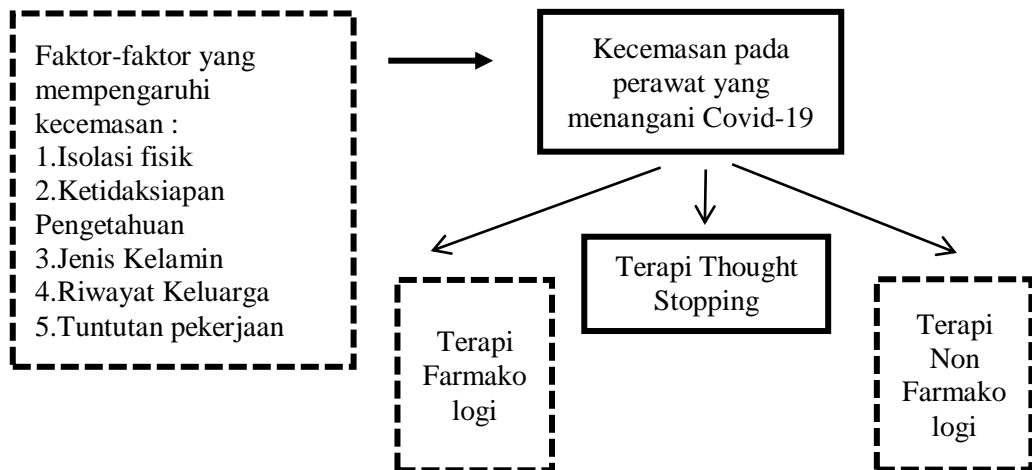 Faktor-faktor yang
mempengaruhi
kecemasan :
1.Isolasi fisik
2.Ketidaksiapan
Pengetahuan
3.Jenis Kelamin
4.Riwayat Keluarga
5.Tuntutan pekerjaan
Kecemasan pada
perawat yang
menangani Covid-19
Terapi
Farmako
logi
Terapi Thought
Stopping
Terapi
Non
Farmako
logi